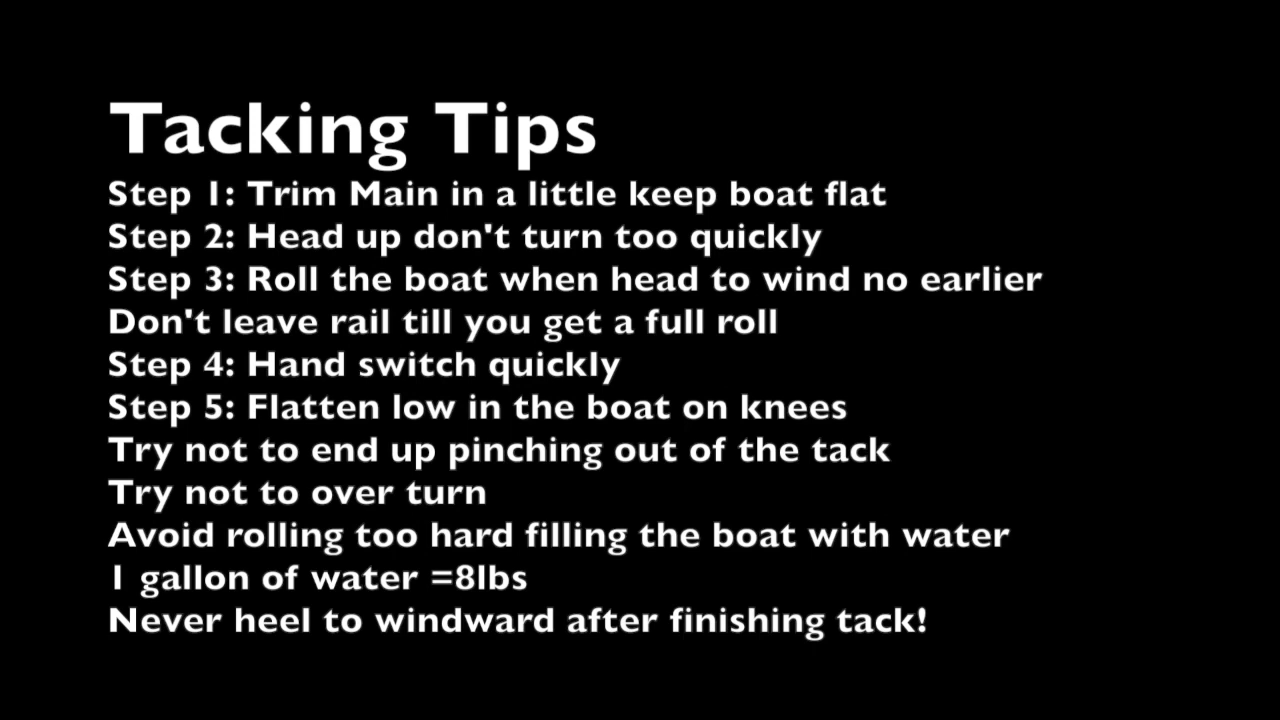 Tacking Tips
Step 1: Trim Main in a little keep boat flat
Step 2: Head up don't turn too quickly
Step 3: Roll the boat when head to wind no earlier
Don't leave rail till you get a full roll
Step 4: Hand switch quickly
Step 5: Flatten low in the boat on knees
Try not to end up pinching out of the tack
Try not to over turn
Avoid rolling too hard filling the boat with water
1 gallon of water =8lbs
Never heel to windward after finishing tack!